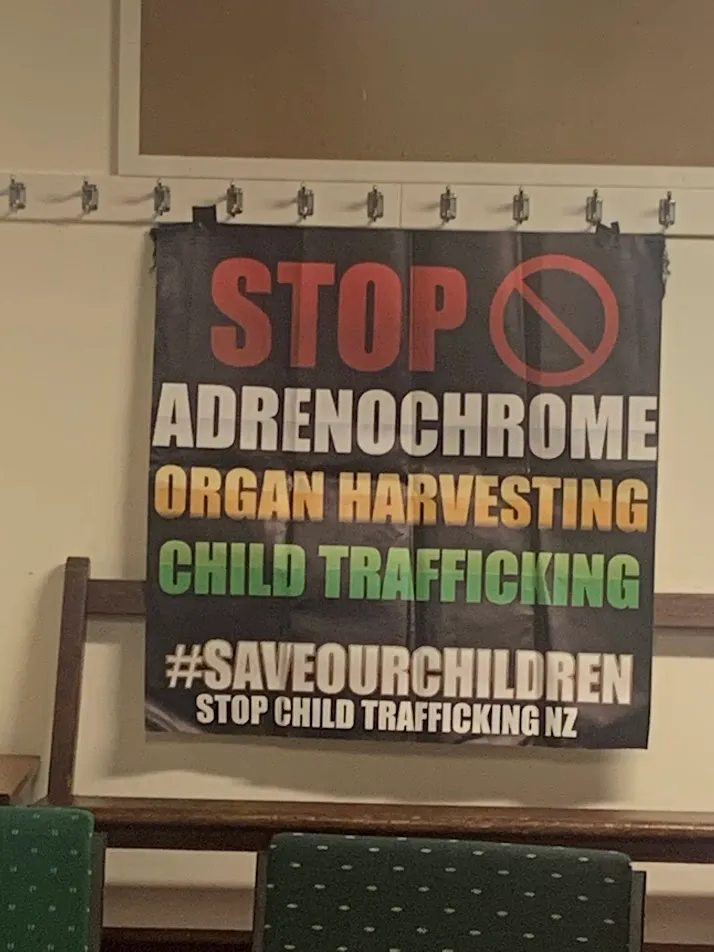 STOP
ADRENOCHROME
ORGAN HARVESTING
CHILD TRAFFICKING
#SAVEOURCHILDREN
STOP CHILD TRAFFICKING NZ